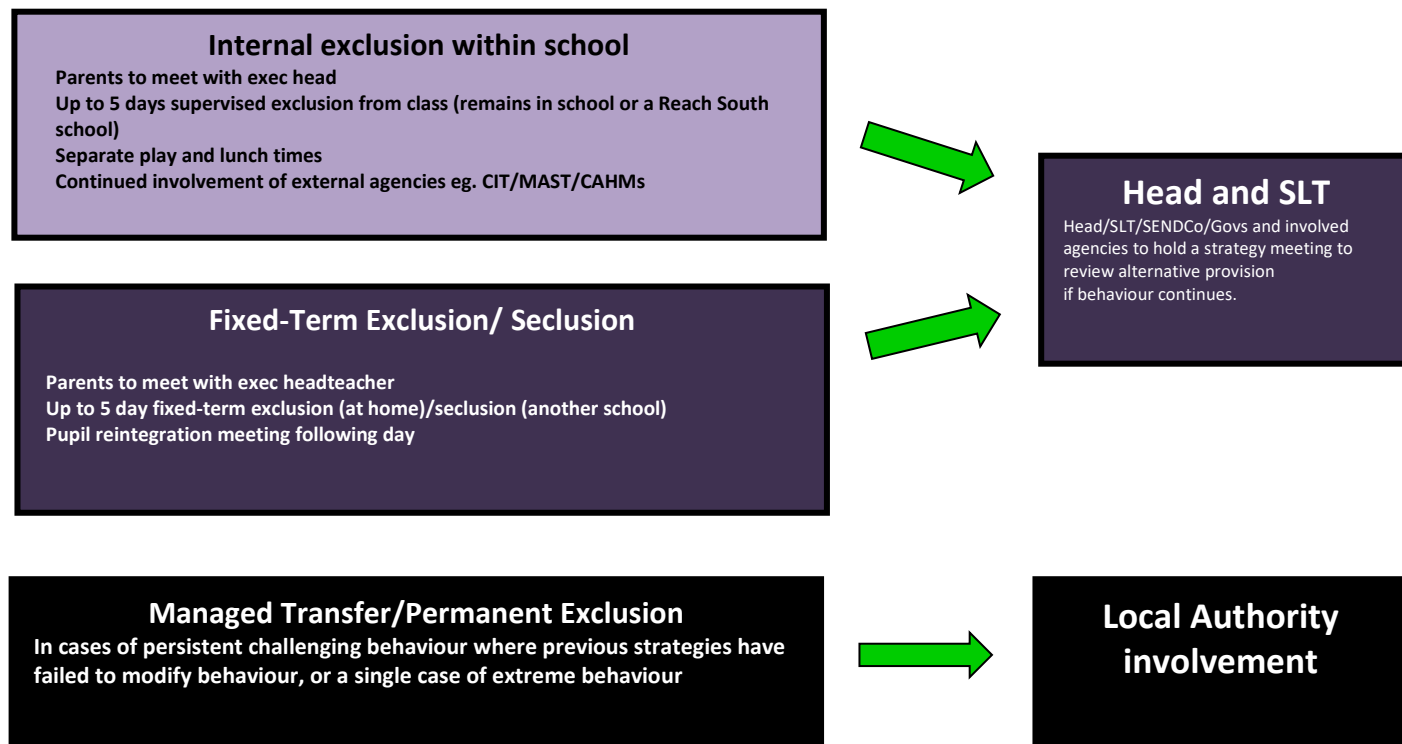 Internal exclusion within school
Parents to meet with exec head
Up to 5 days supervised exclusion from class (remains in school or a Reach South
school)
Separate play and lunch times
Continued involvement of external agencies eg. CIT/MAST/CAHMs
Head and SLT
Head/SLT/SENDCo/Govs and involved
agencies to hold a strategy meeting to
review alternative provision
if behaviour continues.
Fixed-Term Exclusion/ Seclusion
Parents to meet with exec headteacher
Up to 5 day fixed-term exclusion (at home)/seclusion (another school)
Pupil reintegration meeting following day
Managed Transfer/Permanent Exclusion
In cases of persistent challenging behaviour where previous strategies have
failed to modify behaviour, or a single case of extreme behaviour
Local Authority
involvement